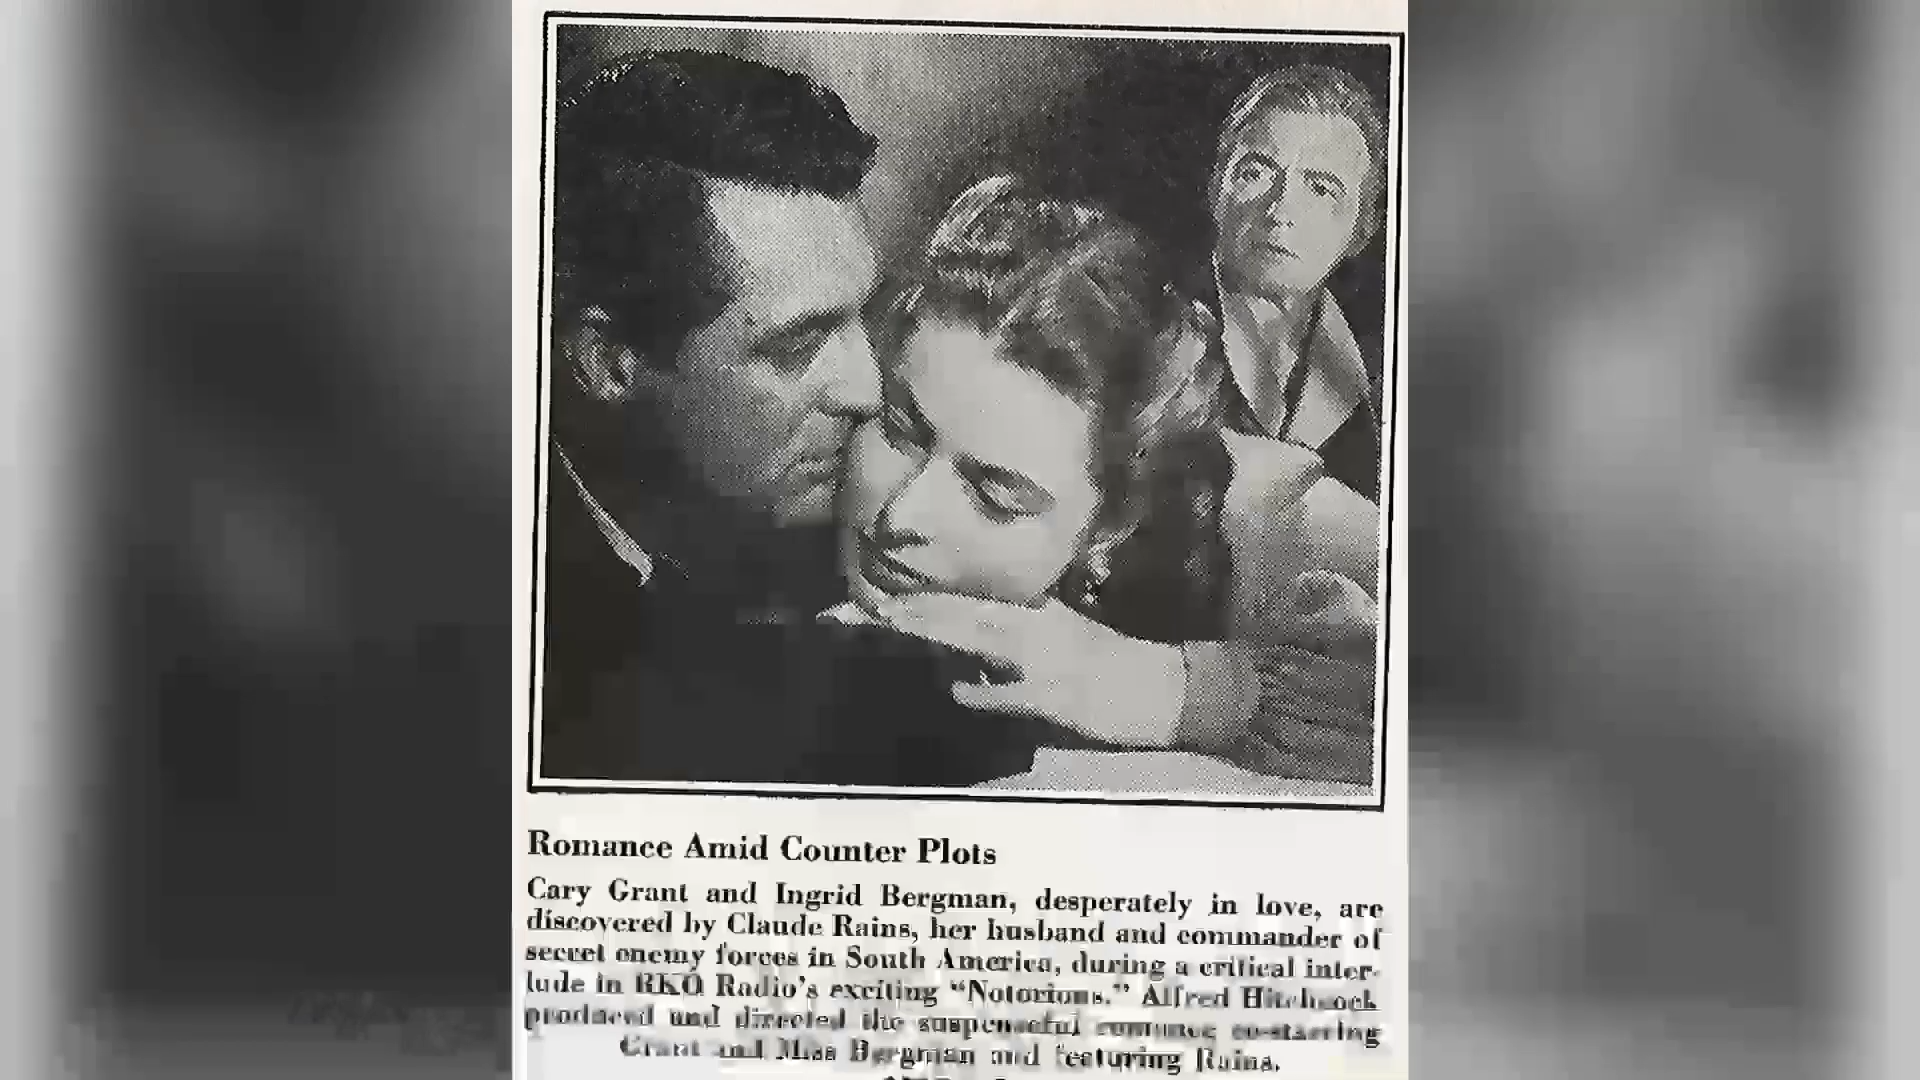 Romance Amid Counter Plots
Cary Grant and Ingrid Bergman, desperately in love, are
discovered by Claude Rains, her husband and commander of
secret enemy forces in South America, during a critical inter-
lude in RKO Radio's exciting "Notorious." Alfred Hitchcock
produced and directed the suspenseful romance co-starring
Grant and Miss Bergman and featuring Rains.